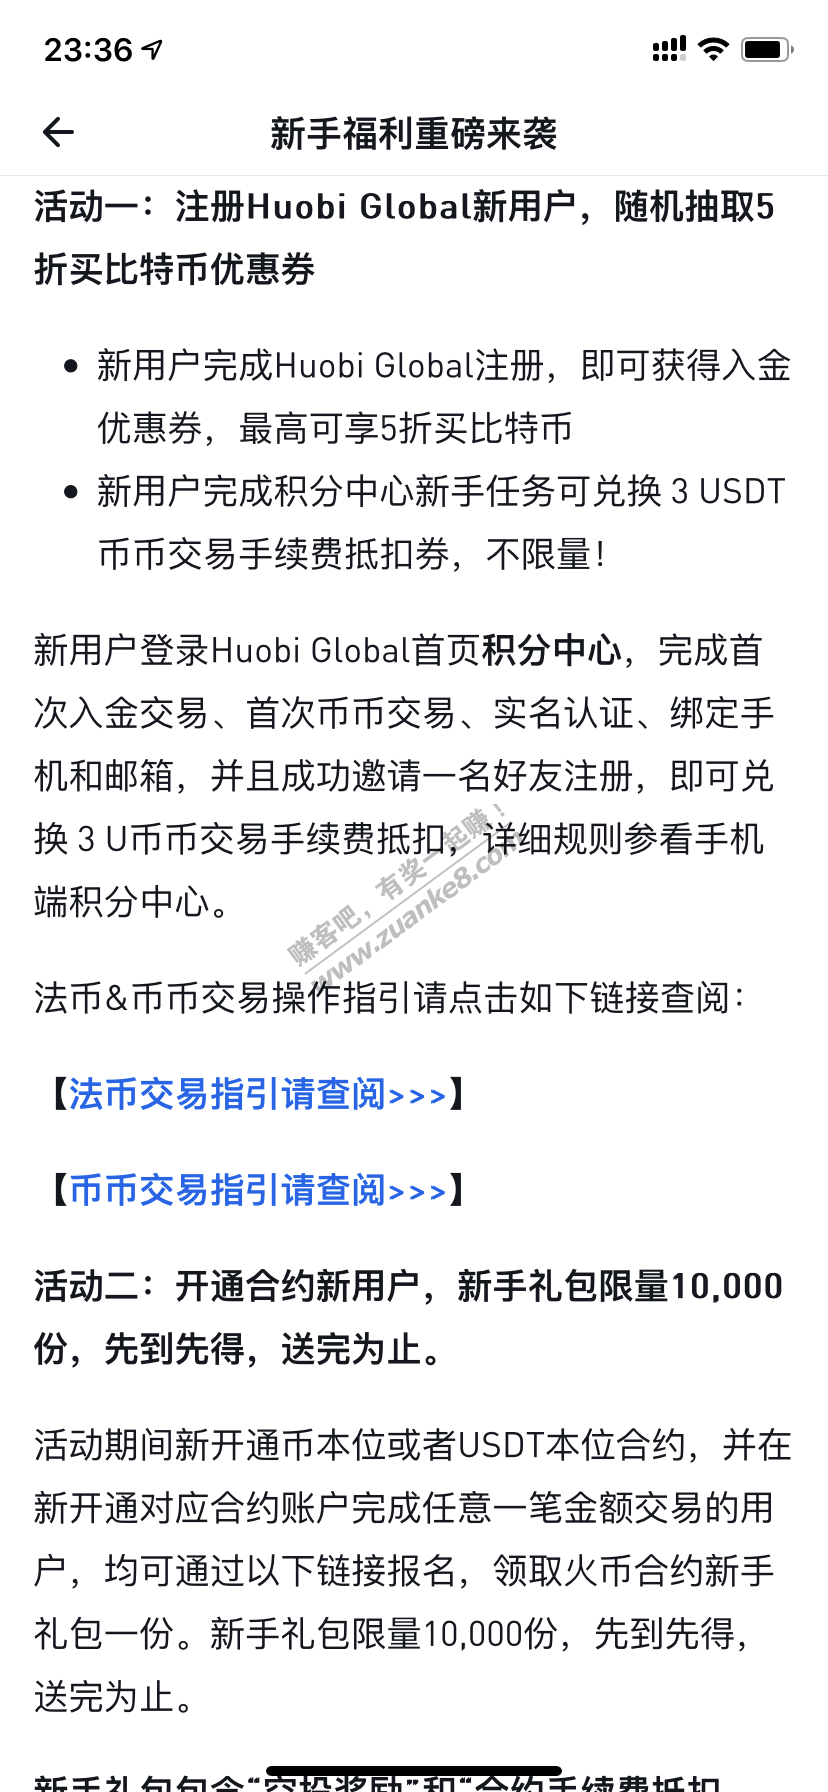 23:36
新手福利重磅来袭
活动一：注册Huobi Global新用户，随机抽取5
折买比特币优惠券
新用户完成Huobi Global注册，即可获得入金
优惠券，最高可享5折买比特币
新用户完成积分中心新手任务可兑换 3 USDT
币币交易手续费抵扣券，不限量！
新用户登录Huobi Global首页积分中心，完成首
次入金交易、首次币币交易、实名认证、绑定手
机和邮箱，并且成功邀请一名好友注册，即可兑
换 3 U币币交易手续费抵扣，详细规则参看手机
端积分中心。
赚客吧，有奖一起赚！
www.zuanke8.com
法币&币币交易操作指引请点击如下链接查阅：
【法币交易指引请查阅>>>】
【币币交易指引请查阅>>>】
活动二：开通合约新用户，新手礼包限量10,000
份，先到先得，送完为止。
活动期间新开通币本位或者USDT本位合约，并在
新开通对应合约账户完成任意一笔金额交易的用
户，均可通过以下链接报名，领取火币合约新手
礼包一份。新手礼包限量10,000份，先到先得，
送完为止。
新手礼包包含“空投奖励”和“合约手续费抵扣